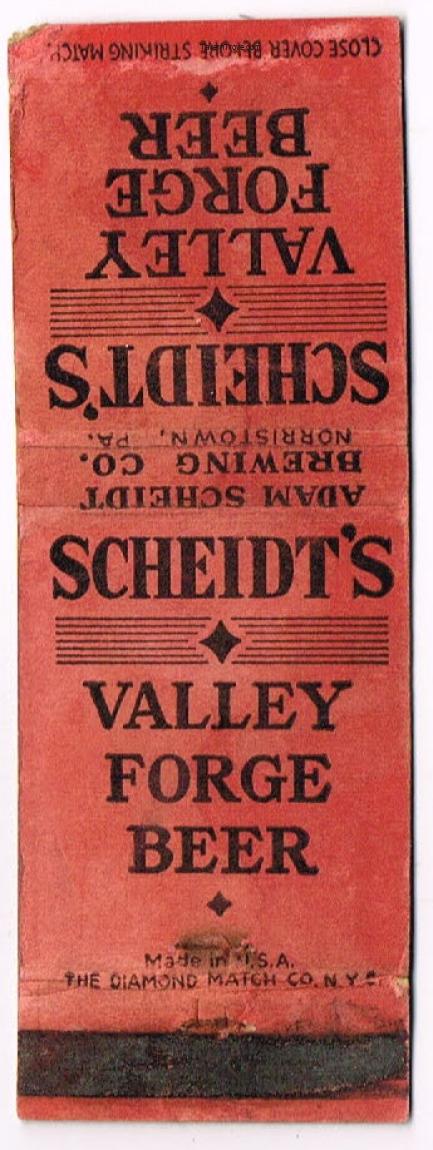 CLOSE COVER BEFORE STRIKING MATCH
BEER
FORGE
VALLEY
SCHEIDT'S
NORRISTOWN, PA.
BREWING CO.
ADAM SCHEIDT
SCHEIDT'S
VALLEY
FORGE
BEER
Made in U.S.A.
THE DIAMOND MATCH CO. N.Y.C.